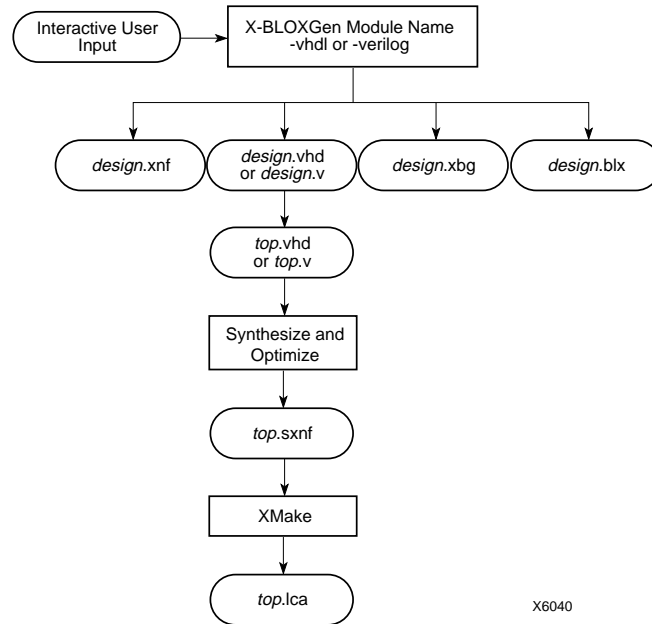 Interactive User
Input
X-BLOXGen Module Name
-vhdl or -verilog
design.xnf
design.vhd
or design.v
design.xbg
design.blx
top.vhd
or top.v
Synthesize and
Optimize
top.sxnf
XMake
top.lca
X6040